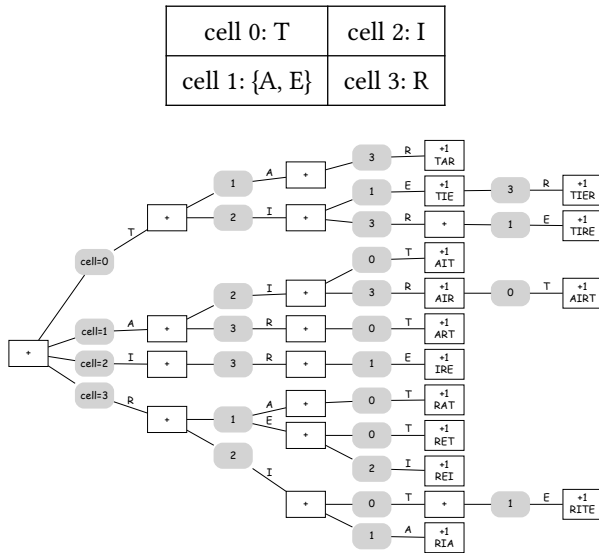 cell 0: T cell 2: I
cell 1: {A, E} cell 3: R
3 R +1 TAR
1 A +
1 E +1 TIE 3 R +1 TIER
+ 2 I +
3 R + 1 E +1 TIRE
T
cell=0
0 T +1 AIT
2 I +
3 R +1 AIR 0 T +1 AIRT
cell=1 A + 3 R + 0 T +1 ART
+
cell=2 I + 3 R + 1 E +1 IRE
cell=3 R
A + 0 T +1 RAT
+ 1
E + 0 T +1 RET
2 I +1 REI
2
I
+ 0 T + 1 E +1 RITE
1 A +1 RIA